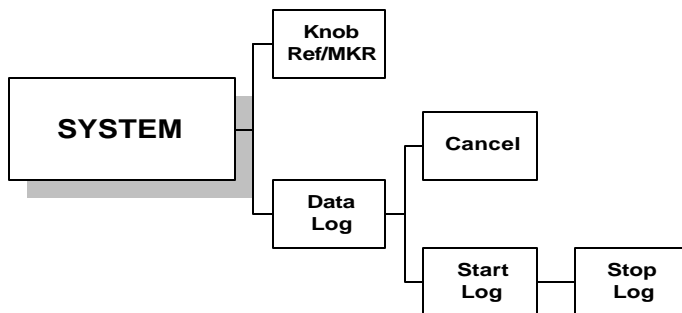 Knob
Ref/MKR
SYSTEM
Cancel
Data
Log
Start
Log
Stop
Log